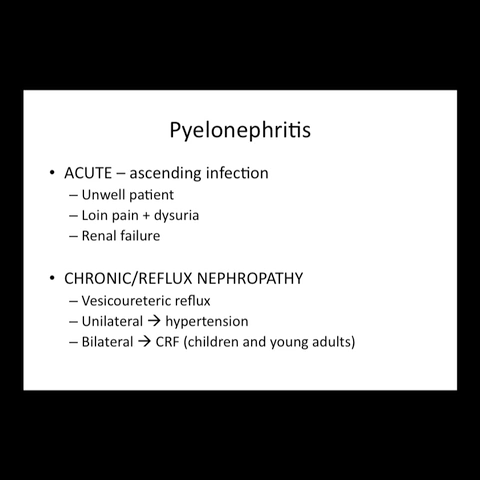 Pyelonephritis
• ACUTE – ascending infection
– Unwell patient
– Loin pain + dysuria
– Renal failure
• CHRONIC/REFLUX NEPHROPATHY
– Vesicoureteric reflux
– Unilateral → hypertension
– Bilateral → CRF (children and young adults)